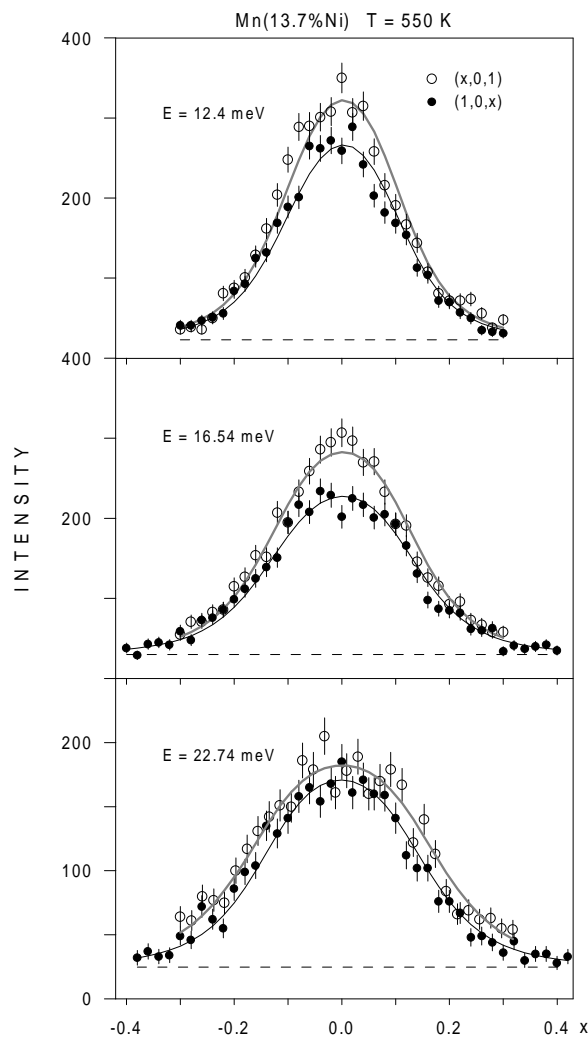 Mn(13.7%Ni) T = 550 K
400
(x,0,1)
(1,0,x)
E = 12.4 meV
200
400
E = 16.54 meV
INTENSITY
200
E = 22.74 meV
200
100
0
-0.4 -0.2 0.0 0.2 0.4 x